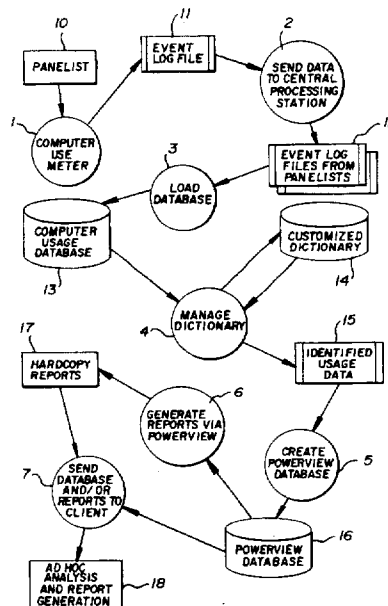 10
PANELIST
11
EVENT
LOG FILE
2
SEND DATA
TO CENTRAL
PROCESSING
STATION
1
COMPUTER
USE
METER
3
LOAD
DATABASE
EVENT LOG
FILES FROM
PANELISTS
COMPUTER
USAGE
DATABASE
13
CUSTOMIZED
DICTIONARY
14
MANAGE
DICTIONARY
4
15
IDENTIFIED
USAGE
DATA
17
HARDCOPY
REPORTS
6
GENERATE
REPORTS VIA
POWERVIEW
CREATE
POWERVIEW
DATABASE
5
7
SEND
DATABASE
AND/OR
REPORTS TO
CLIENT
POWERVIEW
DATABASE
16
AD HOC
ANALYSIS
AND REPORT
GENERATION
18